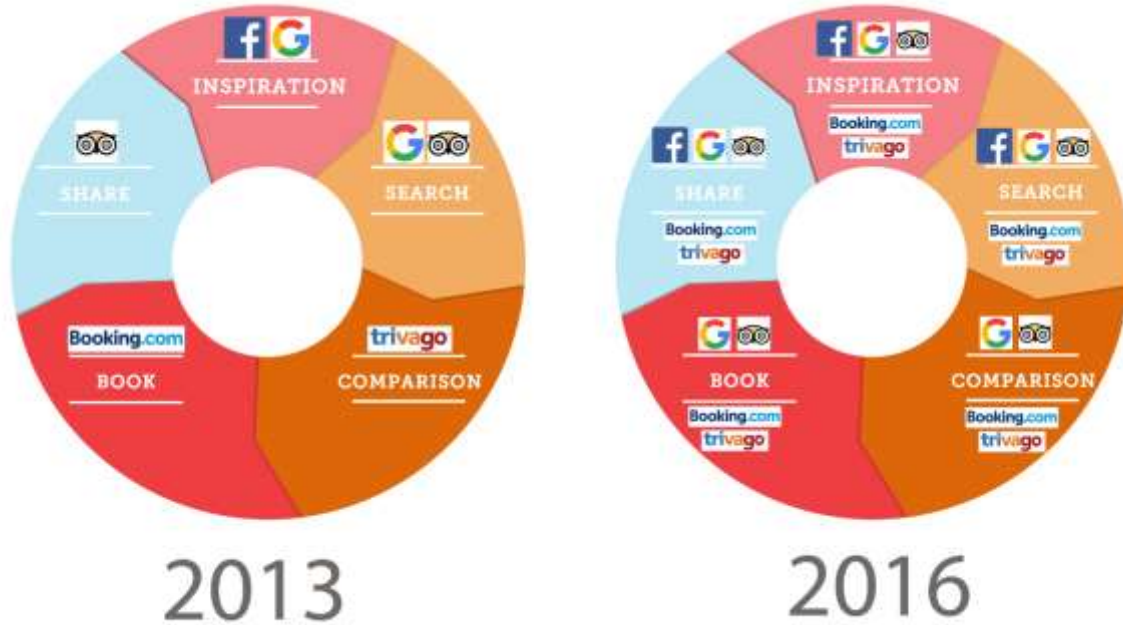 INSPIRATION
SEARCH
SHARE
Booking.com
trivago
BOOK
COMPARISON
2013
INSPIRATION
Booking.com
trivago
SHARE
SEARCH
Booking.com
trivago
Booking.com
trivago
BOOK
COMPARISON
Booking.com
trivago
Booking.com
trivago
2016